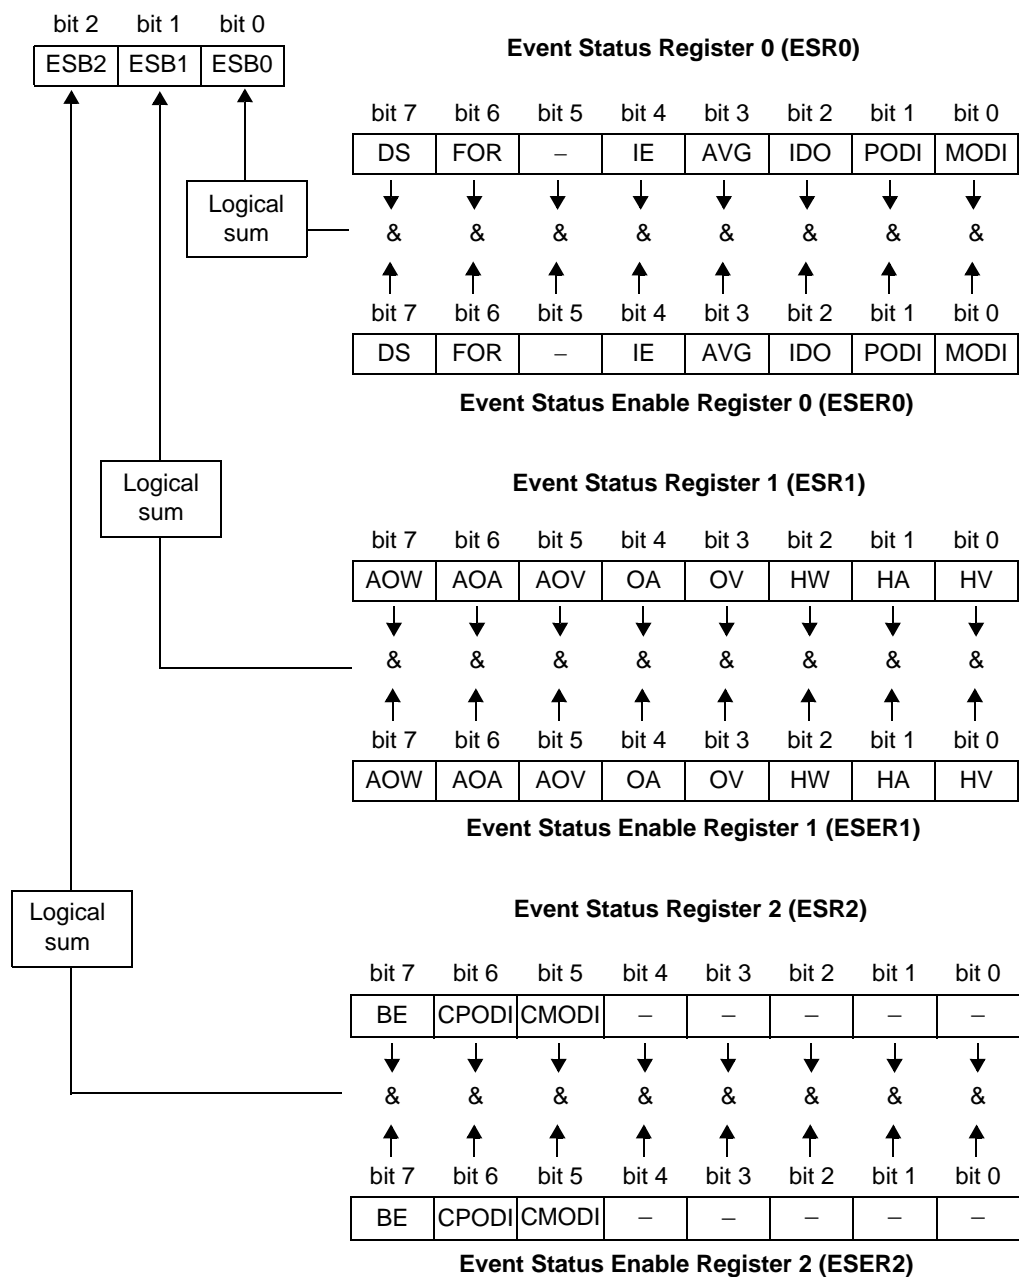 bit 2 bit 1 bit 0
ESB2 ESB1 ESB0
Event Status Register 0 (ESR0)
bit 7 bit 6 bit 5 bit 4 bit 3 bit 2 bit 1 bit 0
DS FOR – IE AVG IDO PODI MODI
Logical
sum
& & & & & & & &
bit 7 bit 6 bit 5 bit 4 bit 3 bit 2 bit 1 bit 0
DS FOR – IE AVG IDO PODI MODI
Event Status Enable Register 0 (ESER0)
Logical
sum
Event Status Register 1 (ESR1)
bit 7 bit 6 bit 5 bit 4 bit 3 bit 2 bit 1 bit 0
AOW AOA AOV OA OV HW HA HV
& & & & & & & &
bit 7 bit 6 bit 5 bit 4 bit 3 bit 2 bit 1 bit 0
AOW AOA AOV OA OV HW HA HV
Event Status Enable Register 1 (ESER1)
Logical
sum
Event Status Register 2 (ESR2)
bit 7 bit 6 bit 5 bit 4 bit 3 bit 2 bit 1 bit 0
BE CPODI CMODI – – – – –
& & & & & & & &
bit 7 bit 6 bit 5 bit 4 bit 3 bit 2 bit 1 bit 0
BE CPODI CMODI – – – – –
Event Status Enable Register 2 (ESER2)